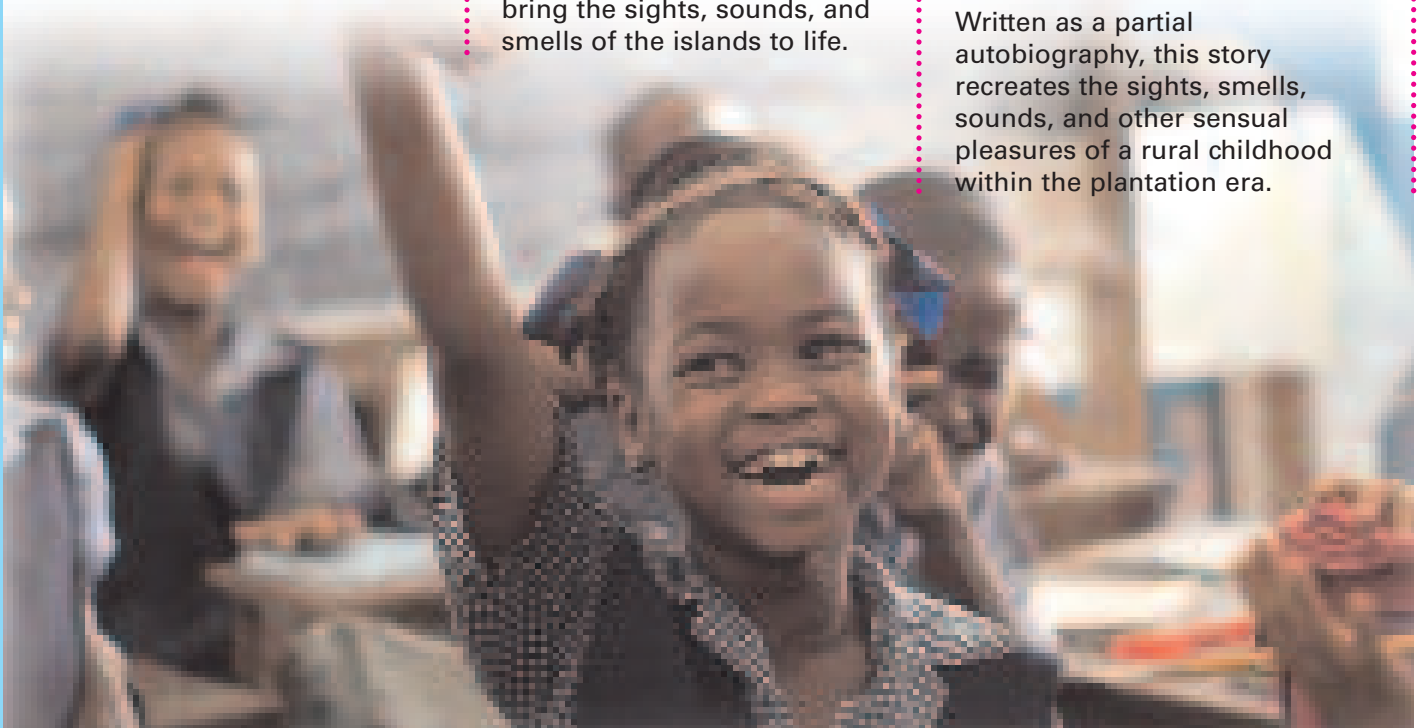 bring the sights, sounds, and
smells of the islands to life.
Written as a partial
autobiography, this story
recreates the sights, smells,
sounds, and other sensual
pleasures of a rural childhood
within the plantation era.